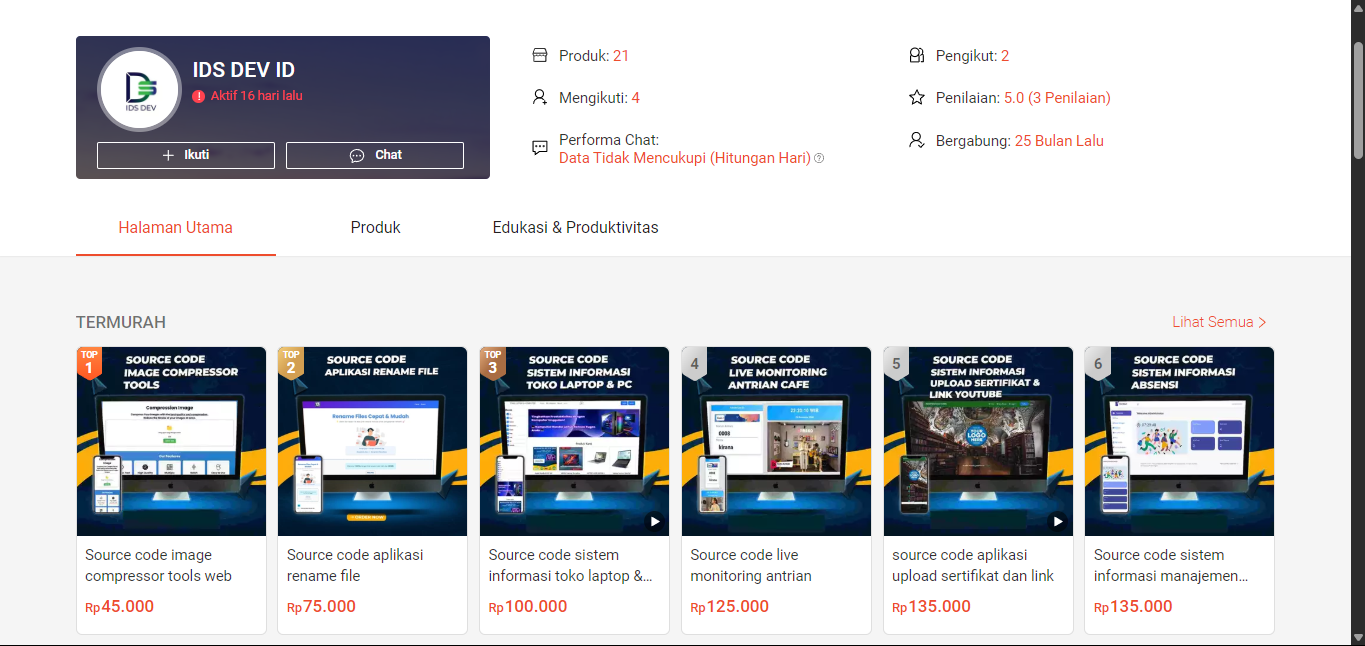 IDS DEV ID
Aktif 16 hari lalu
IDS DEV
Ikuti
Chat
Produk: 21
Mengikuti: 4
Performa Chat:
Data Tidak Mencukupi (Hitungan Hari)
Pengikut: 2
Penilaian: 5.0 (3 Penilaian)
Bergabung: 25 Bulan Lalu
Halaman Utama
Produk
Edukasi & Produktivitas
TERMURAH
Lihat Semua
TOP
1
SOURCE CODE
IMAGE COMPRESSOR
TOOLS
Compression Image
Source code image
compressor tools web
Rp45.000
TOP
2
SOURCE CODE
APLIKASI RENAME FILE
Rename Files Cepat & Mudah
Source code aplikasi
rename file
Rp75.000
TOP
3
SOURCE CODE
SISTEM INFORMASI
TOKO LAPTOP & PC
Source code sistem
informasi toko laptop &...
Rp100.000
4
SOURCE CODE
LIVE MONITORING
ANTRIAN CAFE
0003
kirana
Source code live
monitoring antrian
Rp125.000
5
SOURCE CODE
SISTEM INFORMASI
UPLOAD SERTIFIKAT &
LINK YOUTUBE
YOUR
LOGO
HERE
source code aplikasi
upload sertifikat dan link
Rp135.000
6
SOURCE CODE
SISTEM INFORMASI
ABSENSI
Source code sistem
informasi manajemen...
Rp135.000